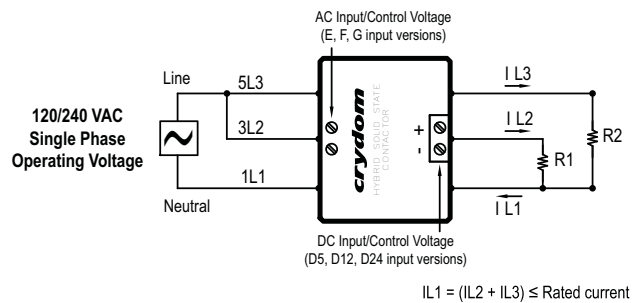 AC Input/Control Voltage
(E, F, G input versions)
Line
5L3
I L3
120/240 VAC
Single Phase
Operating Voltage
3L2
+
-
I L2
R1
R2
crydom
HYBRID SOLID STATE
CONTACTOR
1L1
Neutral
I L1
DC Input/Control Voltage
(D5, D12, D24 input versions)
IL1 = (IL2 + IL3) ≤ Rated current